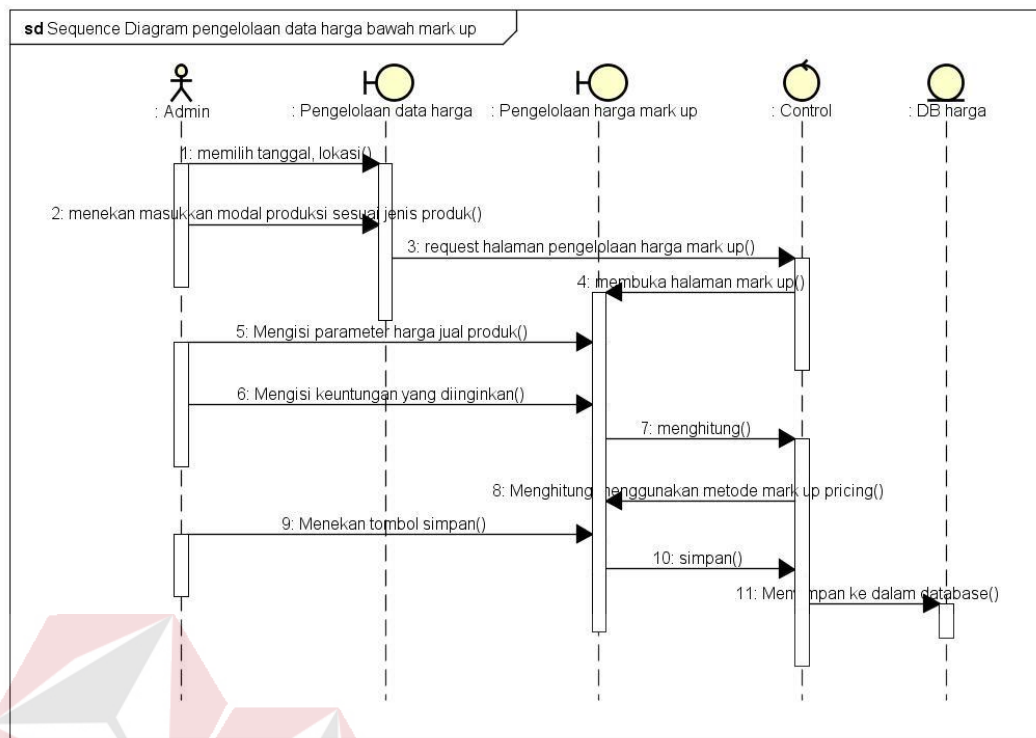 sd Sequence Diagram pengelolaan data harga bawah mark up
: Admin
: Pengelolaan data harga
: Pengelolaan harga mark up
: Control
: DB harga
1: memilih tanggal, lokasi()
2: menekan masukkan modal produksi sesuai jenis produk()
3: request halaman pengelolaan harga mark up()
4: membuka halaman mark up()
5: Mengisi parameter harga jual produk()
6: Mengisi keuntungan yang diinginkan()
7: menghitung()
8: Menghitung menggunakan metode mark up pricing()
9: Menekan tombol simpan()
10: simpan()
11: Menyimpan ke dalam database()